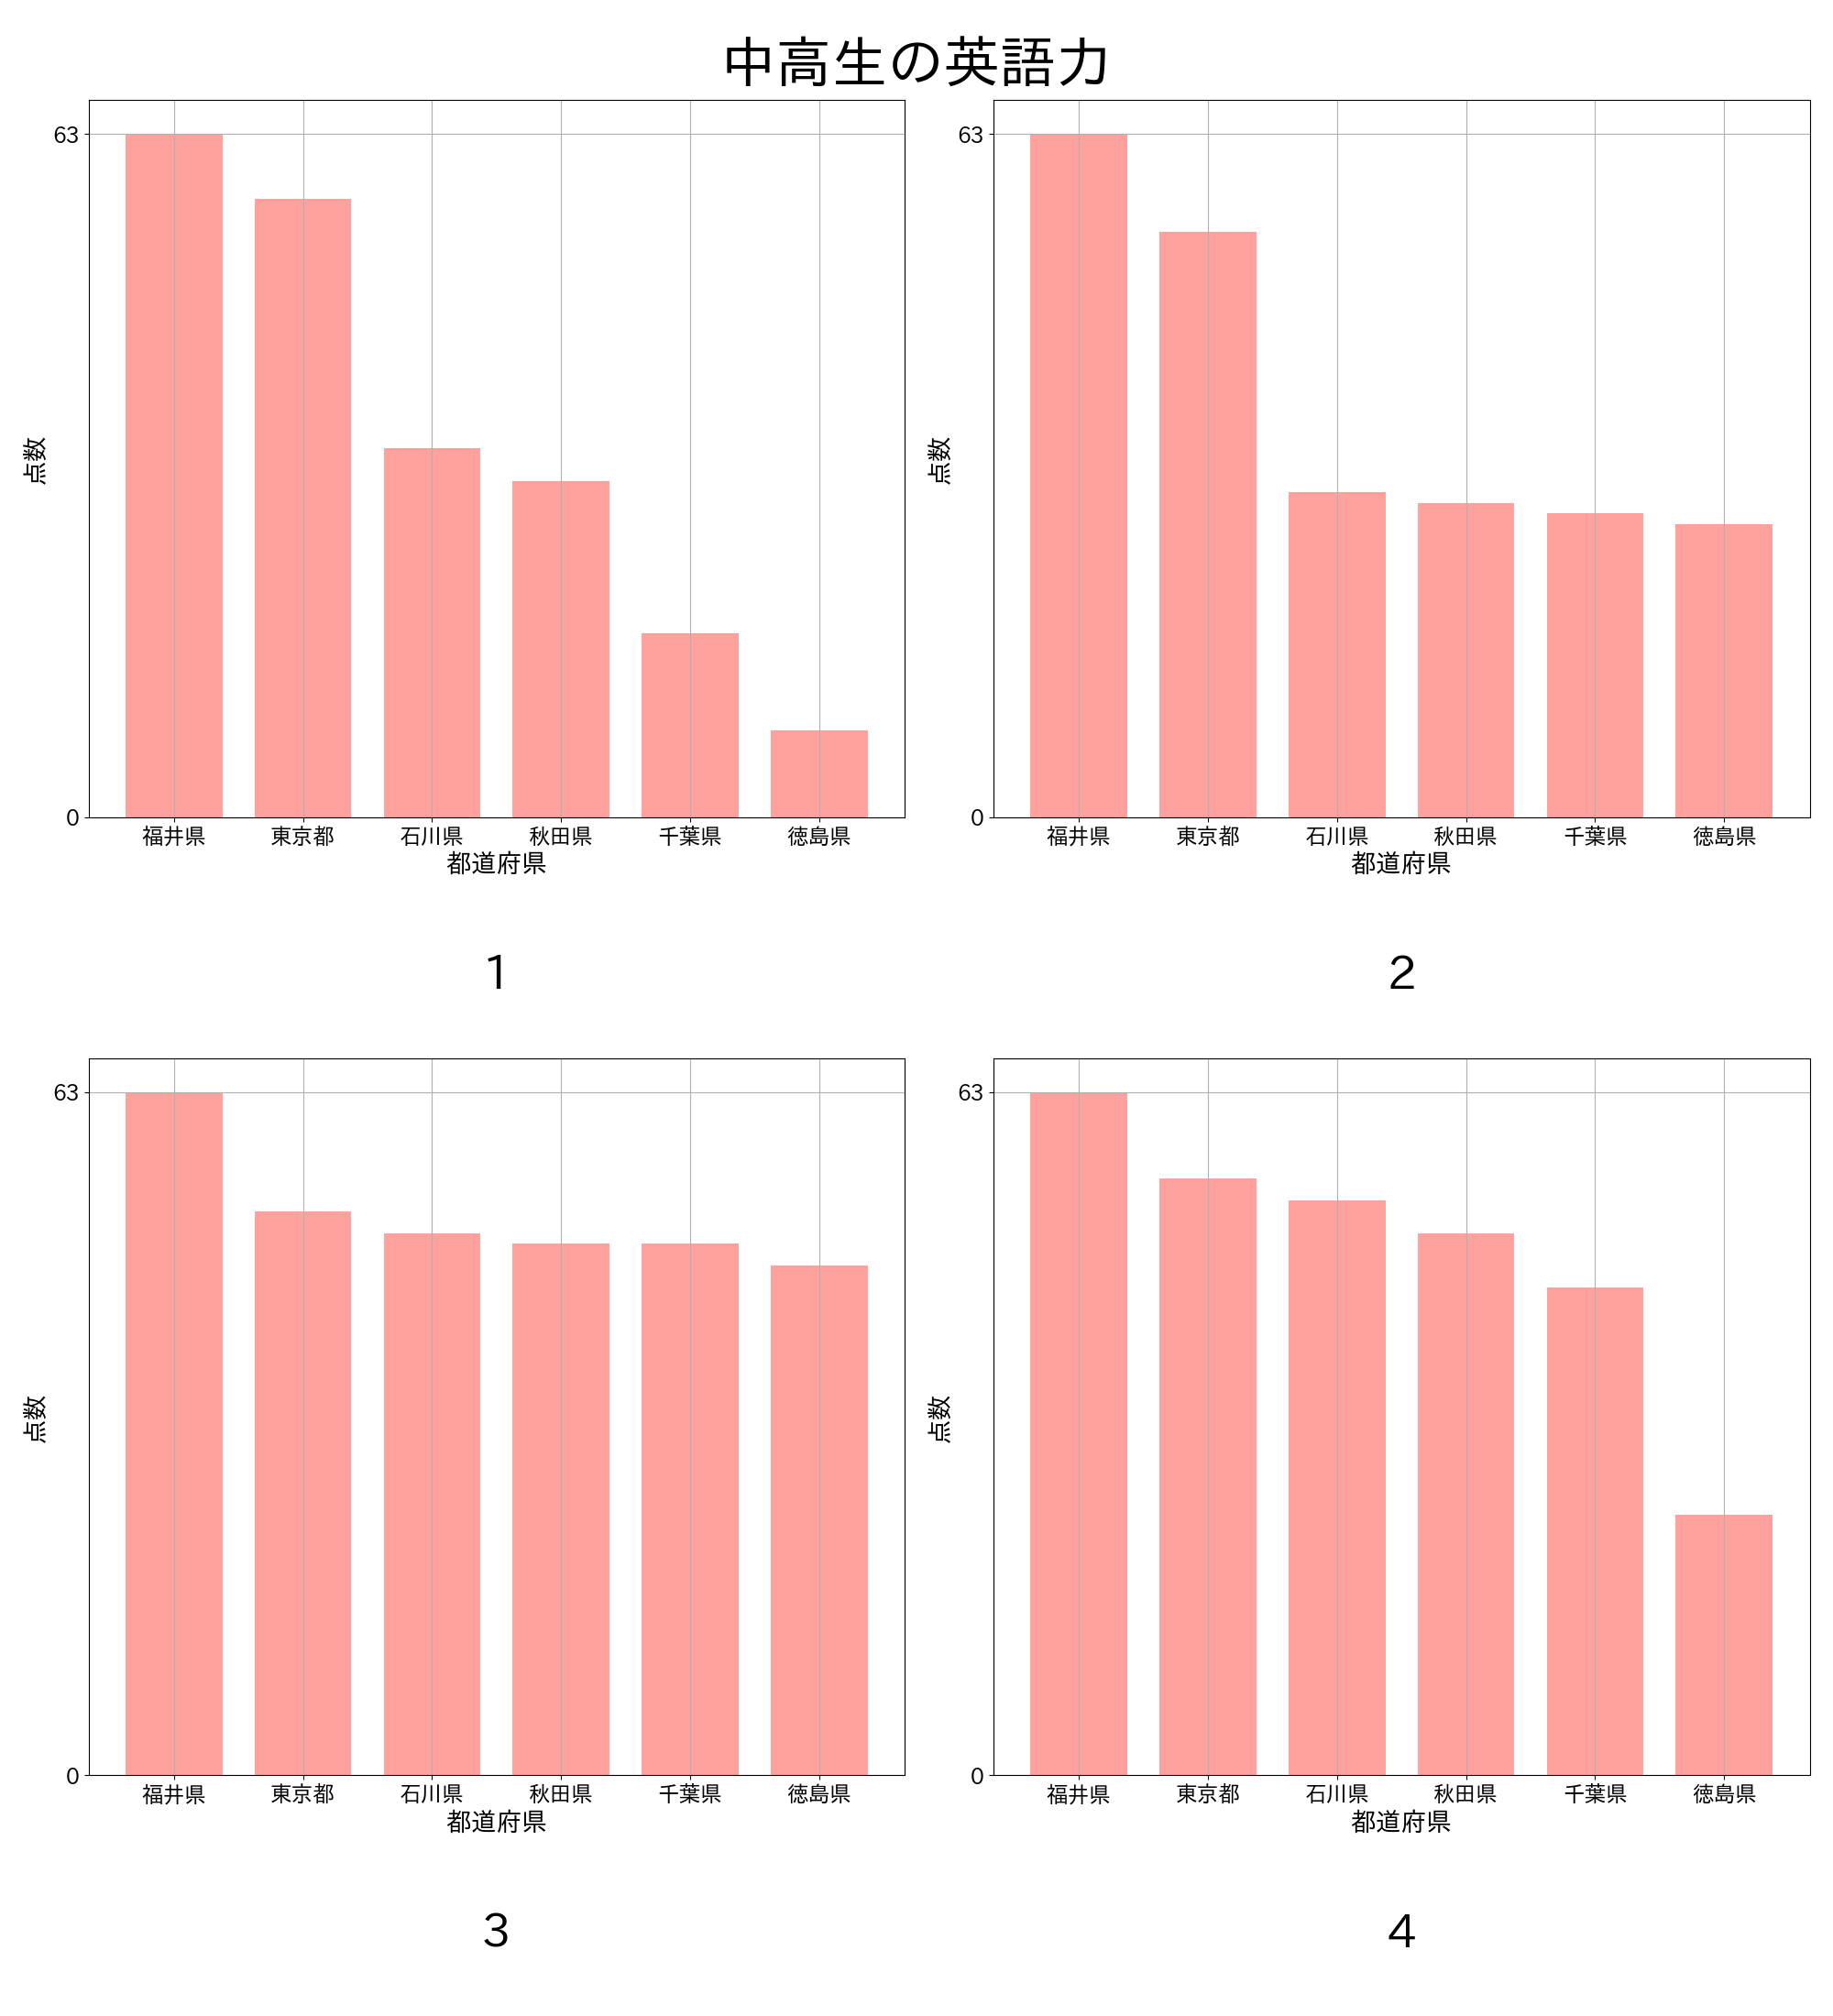 中高生の英語力
63
点数
0
福井県 東京都 石川県 秋田県 千葉県 徳島県
都道府県
1
63
点数
0
福井県 東京都 石川県 秋田県 千葉県 徳島県
都道府県
2
63
点数
0
福井県 東京都 石川県 秋田県 千葉県 徳島県
都道府県
3
63
点数
0
福井県 東京都 石川県 秋田県 千葉県 徳島県
都道府県
4